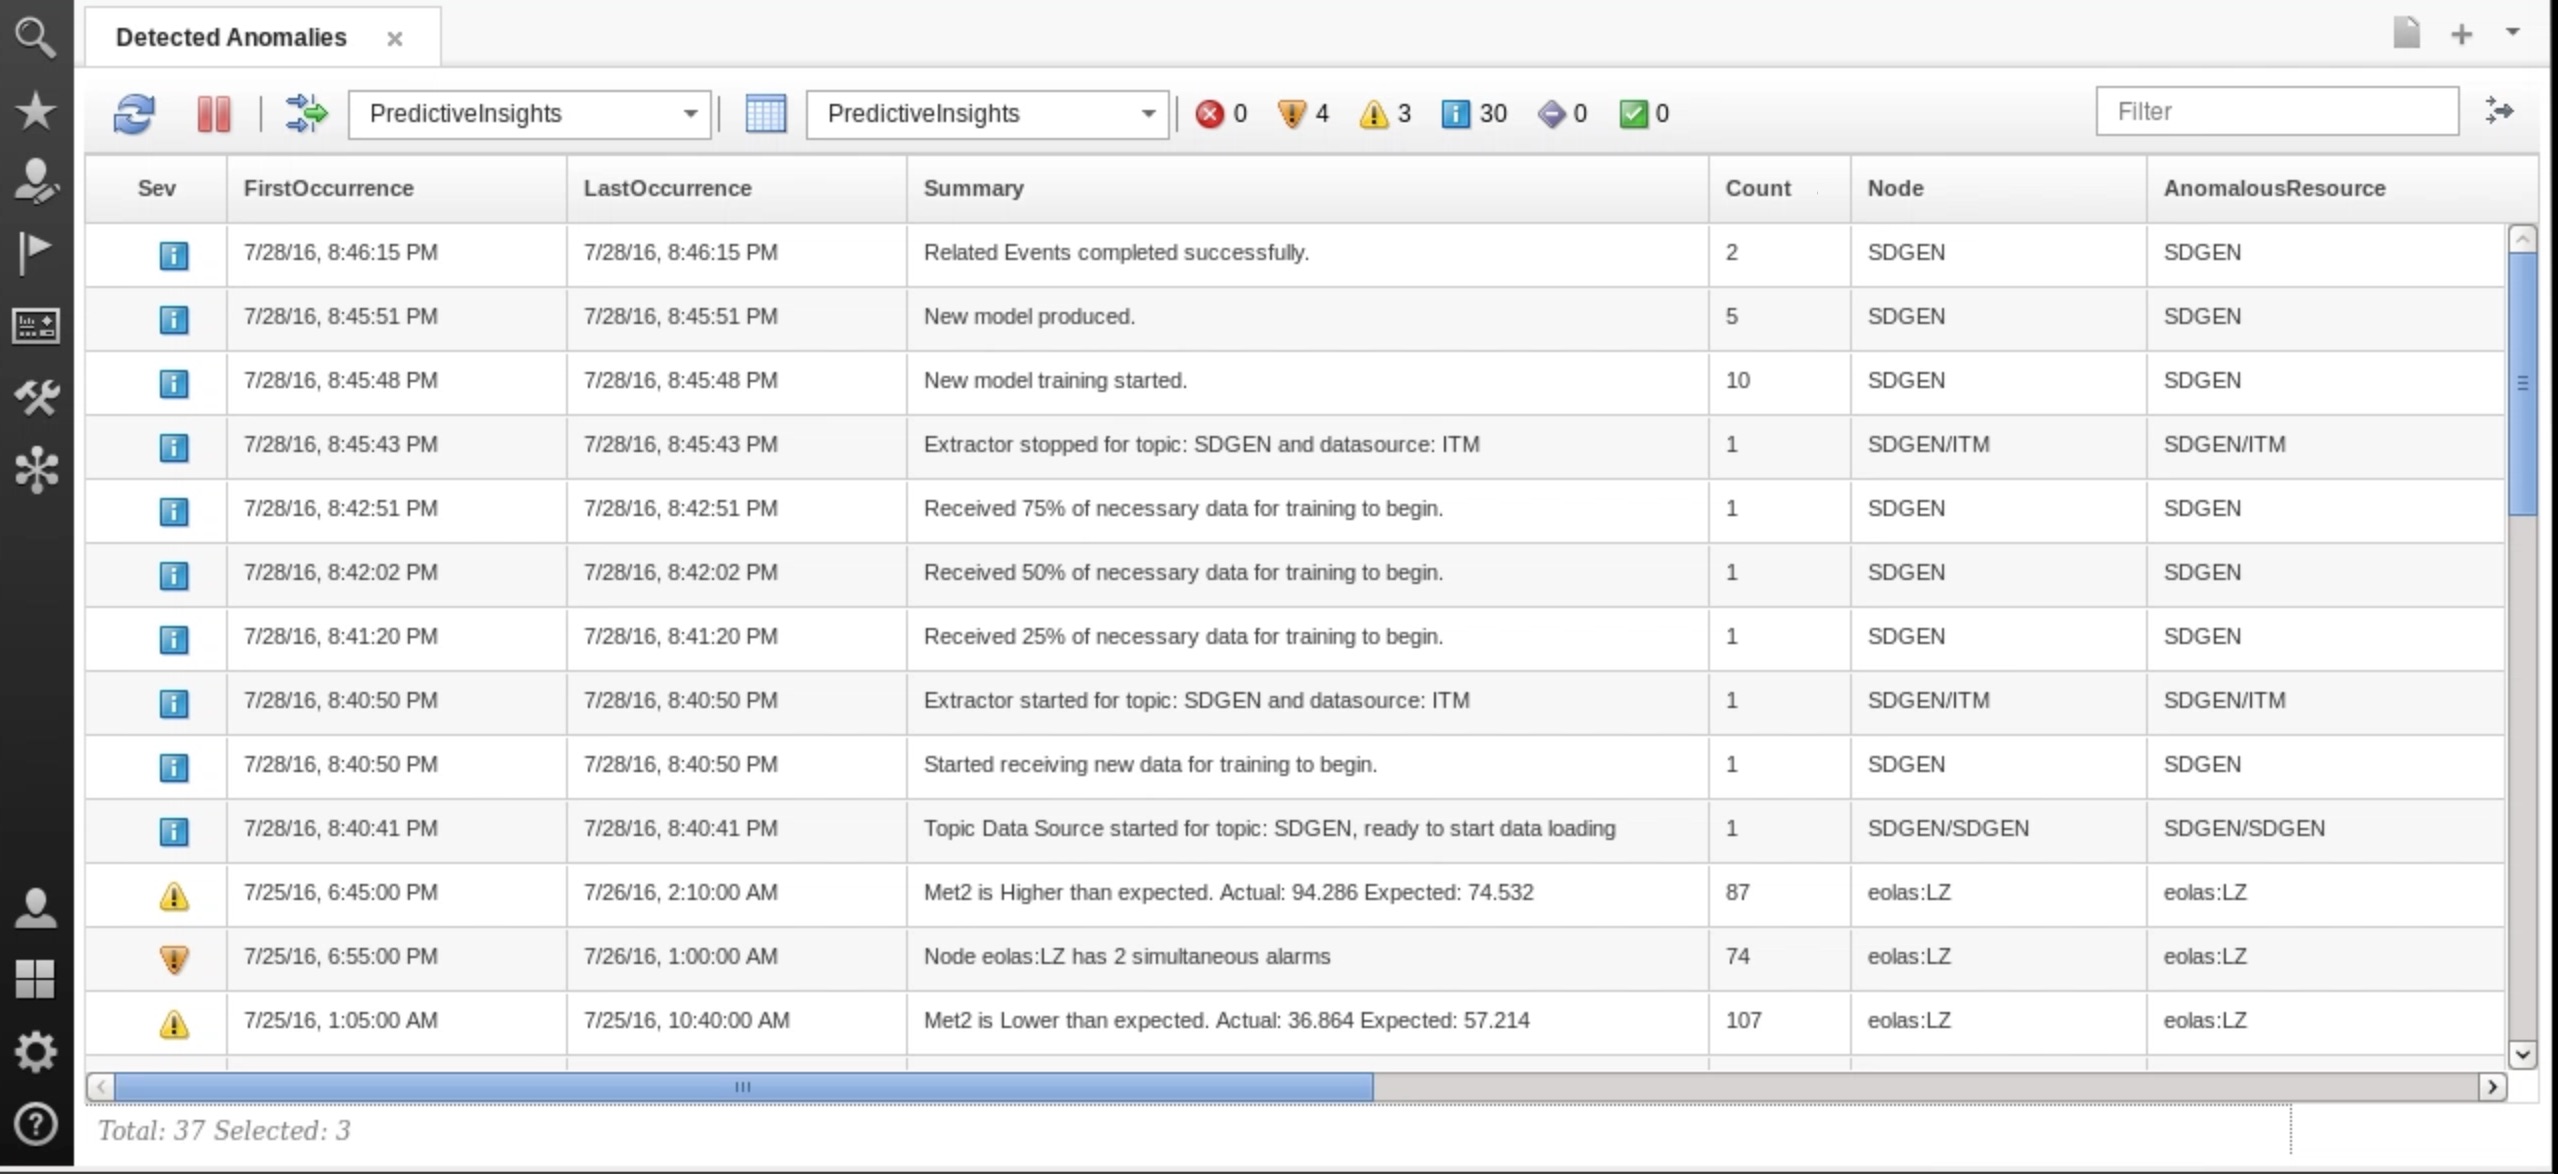 Detected Anomalies
PredictiveInsights PredictiveInsights 0 4 3 30 0 0 Filter
Sev FirstOccurrence LastOccurrence Summary Count Node AnomalousResource
7/28/16, 8:46:15 PM 7/28/16, 8:46:15 PM Related Events completed successfully. 2 SDGEN SDGEN
7/28/16, 8:45:51 PM 7/28/16, 8:45:51 PM New model produced. 5 SDGEN SDGEN
7/28/16, 8:45:48 PM 7/28/16, 8:45:48 PM New model training started. 10 SDGEN SDGEN
7/28/16, 8:45:43 PM 7/28/16, 8:45:43 PM Extractor stopped for topic: SDGEN and datasource: ITM 1 SDGEN/ITM SDGEN/ITM
7/28/16, 8:42:51 PM 7/28/16, 8:42:51 PM Received 75% of necessary data for training to begin. 1 SDGEN SDGEN
7/28/16, 8:42:02 PM 7/28/16, 8:42:02 PM Received 50% of necessary data for training to begin. 1 SDGEN SDGEN
7/28/16, 8:41:20 PM 7/28/16, 8:41:20 PM Received 25% of necessary data for training to begin. 1 SDGEN SDGEN
7/28/16, 8:40:50 PM 7/28/16, 8:40:50 PM Extractor started for topic: SDGEN and datasource: ITM 1 SDGEN/ITM SDGEN/ITM
7/28/16, 8:40:50 PM 7/28/16, 8:40:50 PM Started receiving new data for training to begin. 1 SDGEN SDGEN
7/28/16, 8:40:41 PM 7/28/16, 8:40:41 PM Topic Data Source started for topic: SDGEN, ready to start data loading 1 SDGEN/SDGEN SDGEN/SDGEN
7/25/16, 6:45:00 PM 7/26/16, 2:10:00 AM Met2 is Higher than expected. Actual: 94.286 Expected: 74.532 87 eolas:LZ eolas:LZ
7/25/16, 6:55:00 PM 7/26/16, 1:00:00 AM Node eolas:LZ has 2 simultaneous alarms 74 eolas:LZ eolas:LZ
7/25/16, 1:05:00 AM 7/25/16, 10:40:00 AM Met2 is Lower than expected. Actual: 36.864 Expected: 57.214 107 eolas:LZ eolas:LZ
Total: 37 Selected: 3